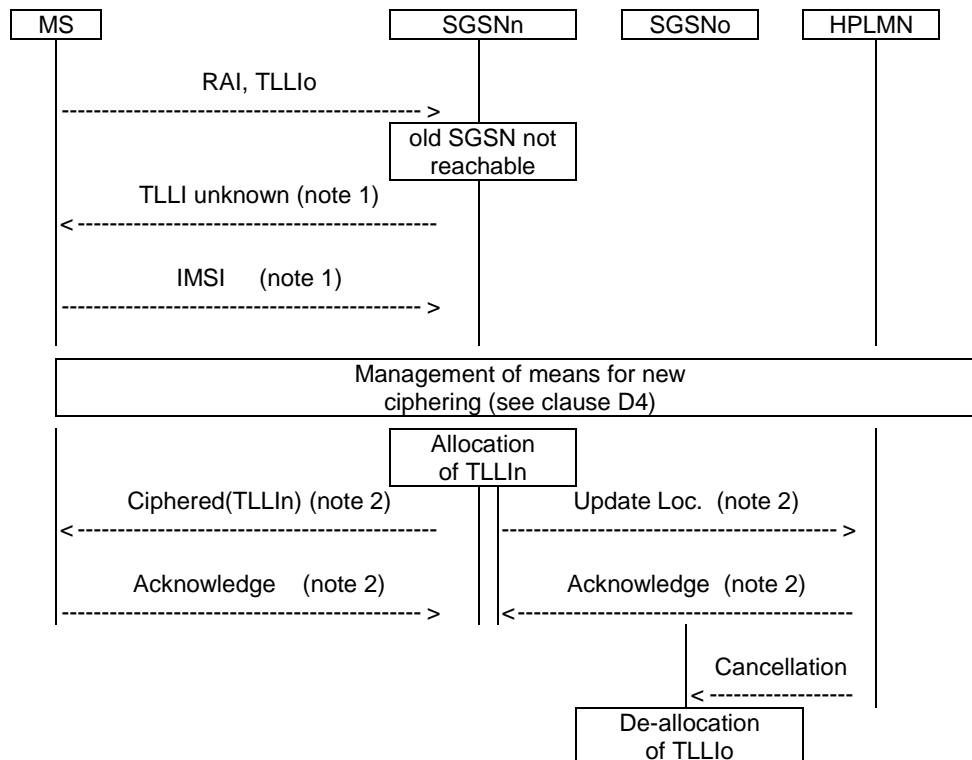 MS SGSNn SGSNo HPLMN
RAI, TLLIo
--------------------------------------------- >
old SGSN not
reachable
TLLI unknown (note 1)
< ---------------------------------------------
IMSI (note 1)
--------------------------------------------- >
Management of means for new
ciphering (see clause D4)
Allocation
of TLLIn
Ciphered(TLLIn) (note 2) Update Loc. (note 2)
< --------------------------------------------- ------------------------------------------ >
Acknowledge (note 2) Acknowledge (note 2)
--------------------------------------------- > <------------------------------------------
Cancellation
< ------------------
De-allocation
of TLLIo